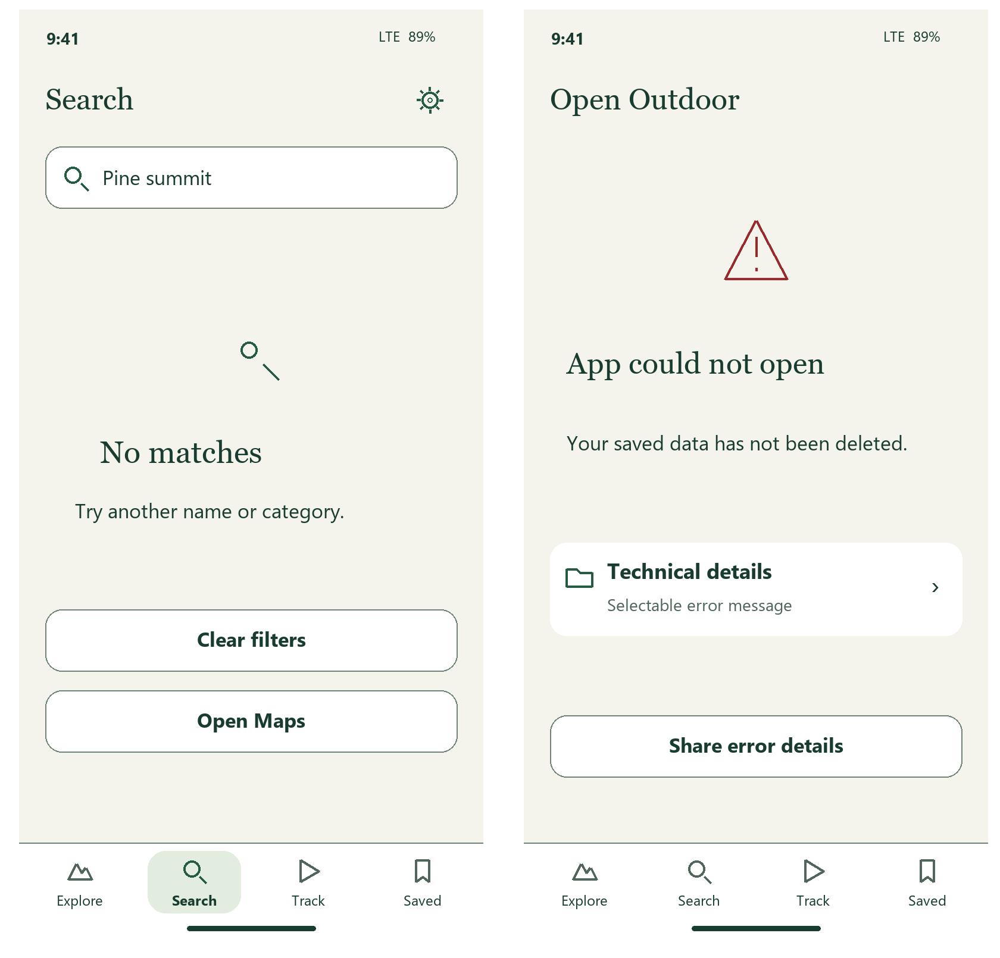 9:41
LTE 89%
Search
Pine summit
No matches
Try another name or category.
Clear filters
Open Maps
Explore
Search
Track
Saved
9:41
LTE 89%
Open Outdoor
App could not open
Your saved data has not been deleted.
Technical details
Selectable error message
Share error details
Explore
Search
Track
Saved